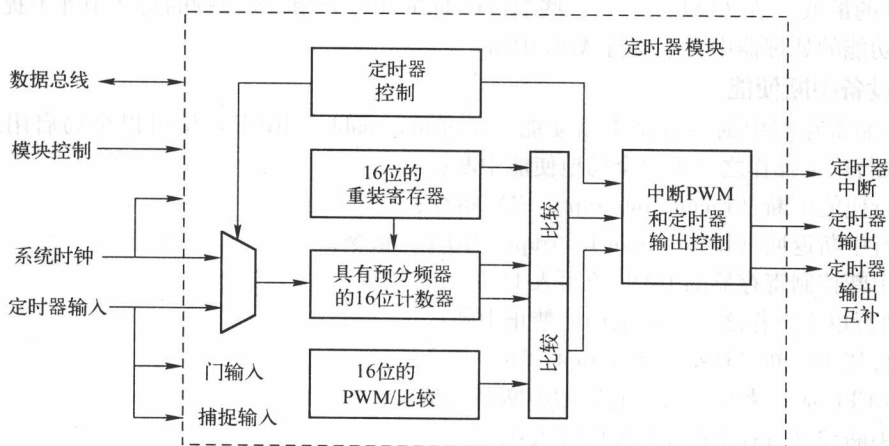 定时器模块
数据总线
模块控制
系统时钟
定时器输入
门输入
捕捉输入
定时器
控制
16位的
重装寄存器
具有预分频器
的16位计数器
16位的
PWM/比较
比较
比较
中断PWM
和定时器
输出控制
定时器
中断
定时器
输出
定时器
输出
互补